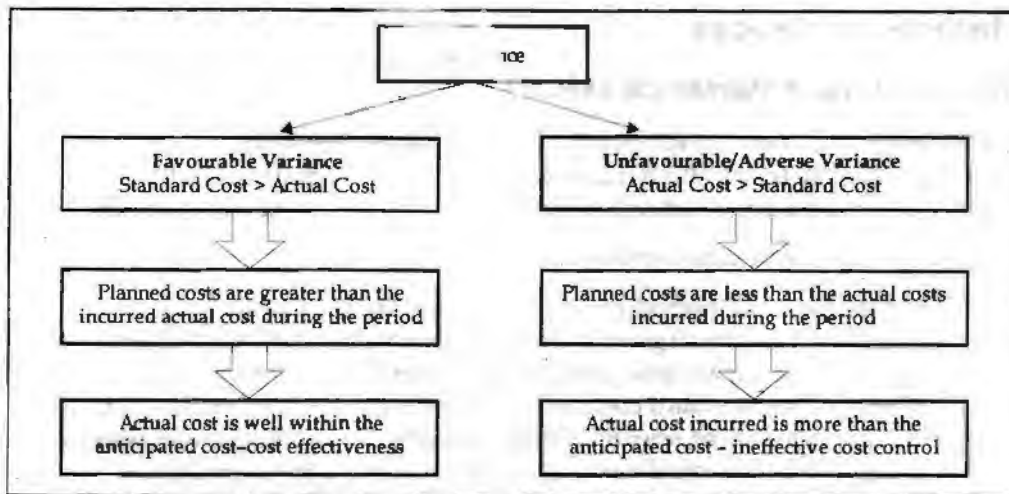 Favourable Variance
Standard Cost > Actual Cost
Unfavourable/Adverse Variance
Actual Cost > Standard Cost
Planned costs are greater than the
incurred actual cost during the period
Planned costs are less than the actual costs
incurred during the period
Actual cost is well within the
anticipated cost–cost effectiveness
Actual cost incurred is more than the
anticipated cost – ineffective cost control